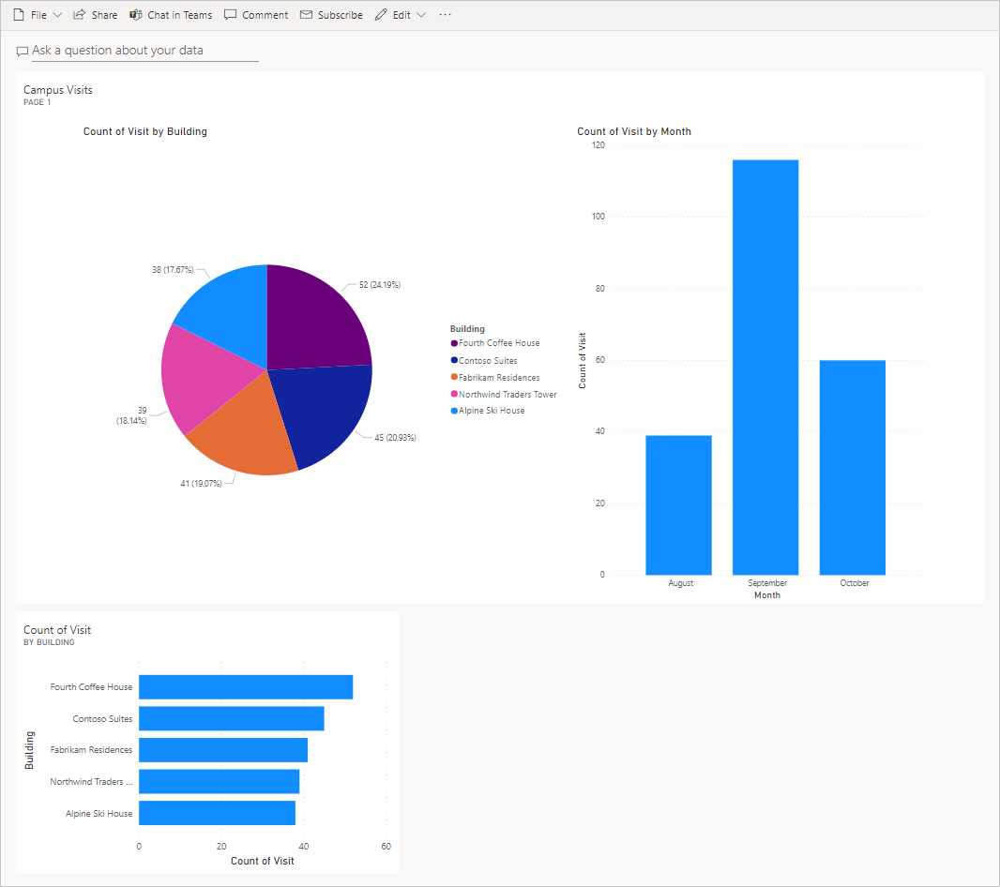 File Share Chat in Teams Comment Subscribe Edit ...
Ask a question about your data
Campus Visits
PAGE 1
Count of Visit by Building
38 (17.67%)
52 (24.19%)
39
(18.14%)
45 (20.93%)
41 (19.07%)
Building
Fourth Coffee House
Contoso Suites
Fabrikam Residences
Northwind Traders Tower
Alpine Ski House
Count of Visit by Month
120
100
80
60
40
20
0
Count of Visit
August September October
Month
Count of Visit
BY BUILDING
Building
Fourth Coffee House
Contoso Suites
Fabrikam Residences
Northwind Traders ...
Alpine Ski House
0 20 40 60
Count of Visit